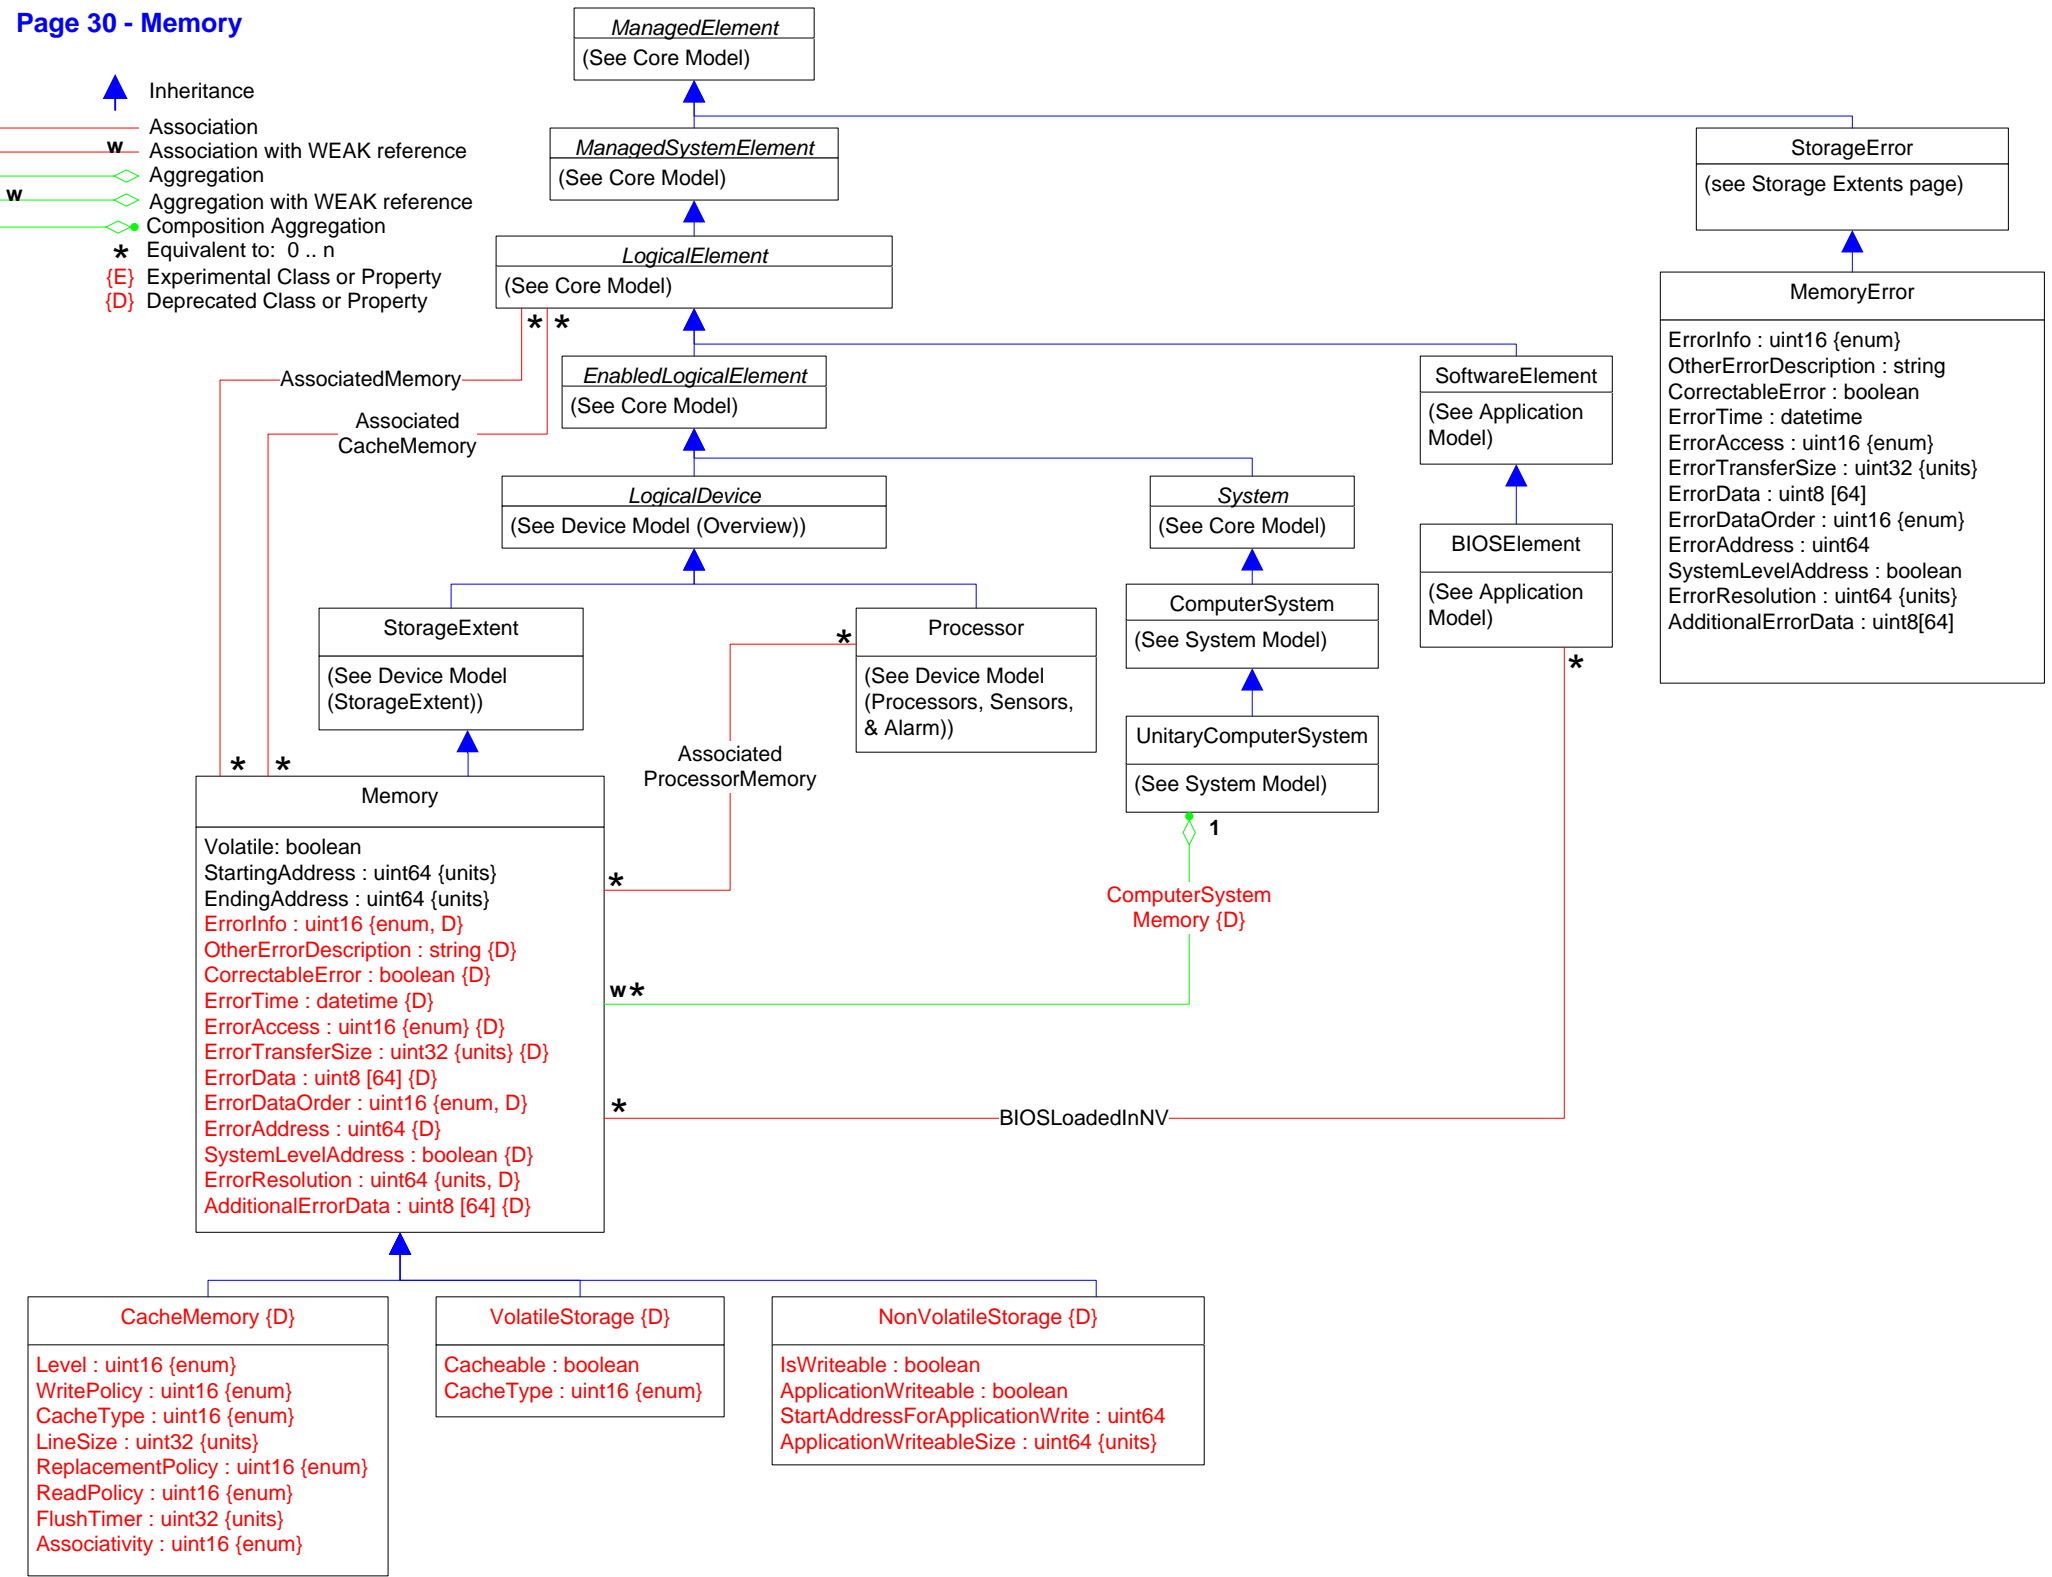 Page 30 - Memory
Inheritance
Association
w
Association with WEAK reference
Aggregation
w
Aggregation with WEAK reference
Composition Aggregation
* Equivalent to: 0 .. n
{E} Experimental Class or Property
{D} Deprecated Class or Property
ManagedElement
(See Core Model)
ManagedSystemElement
(See Core Model)
StorageError
(see Storage Extents page)
LogicalElement
(See Core Model)
* *
MemoryError
ErrorInfo : uint16 {enum}
OtherErrorDescription : string
CorrectableError : boolean
ErrorTime : datetime
ErrorAccess : uint16 {enum}
ErrorTransferSize : uint32 {units}
ErrorData : uint8 [64]
ErrorDataOrder : uint16 {enum}
ErrorAddress : uint64
SystemLevelAddress : boolean
ErrorResolution : uint64 {units}
AdditionalErrorData : uint8[64]
AssociatedMemory
Associated
CacheMemory
EnabledLogicalElement
(See Core Model)
SoftwareElement
(See Application
Model)
LogicalDevice
(See Device Model (Overview))
System
(See Core Model)
BIOSElement
(See Application
Model)
*
StorageExtent
(See Device Model
(StorageExtent))
*
Processor
(See Device Model
(Processors, Sensors,
& Alarm))
ComputerSystem
(See System Model)
UnitaryComputerSystem
(See System Model)
1
Associated
ProcessorMemory
* *
Memory
Volatile: boolean
StartingAddress : uint64 {units}
EndingAddress : uint64 {units}
ErrorInfo : uint16 {enum, D}
OtherErrorDescription : string {D}
CorrectableError : boolean {D}
ErrorTime : datetime {D}
ErrorAccess : uint16 {enum} {D}
ErrorTransferSize : uint32 {units} {D}
ErrorData : uint8 [64] {D}
ErrorDataOrder : uint16 {enum, D}
ErrorAddress : uint64 {D}
SystemLevelAddress : boolean {D}
ErrorResolution : uint64 {units, D}
AdditionalErrorData : uint8 [64] {D}
*
ComputerSystem
Memory {D}
w*
*
BIOSLoadedInNV
CacheMemory {D}
Level : uint16 {enum}
WritePolicy : uint16 {enum}
CacheType : uint16 {enum}
LineSize : uint32 {units}
ReplacementPolicy : uint16 {enum}
ReadPolicy : uint16 {enum}
FlushTimer : uint32 {units}
Associativity : uint16 {enum}
VolatileStorage {D}
Cacheable : boolean
CacheType : uint16 {enum}
NonVolatileStorage {D}
IsWriteable : boolean
ApplicationWriteable : boolean
StartAddressForApplicationWrite : uint64
ApplicationWriteableSize : uint64 {units}